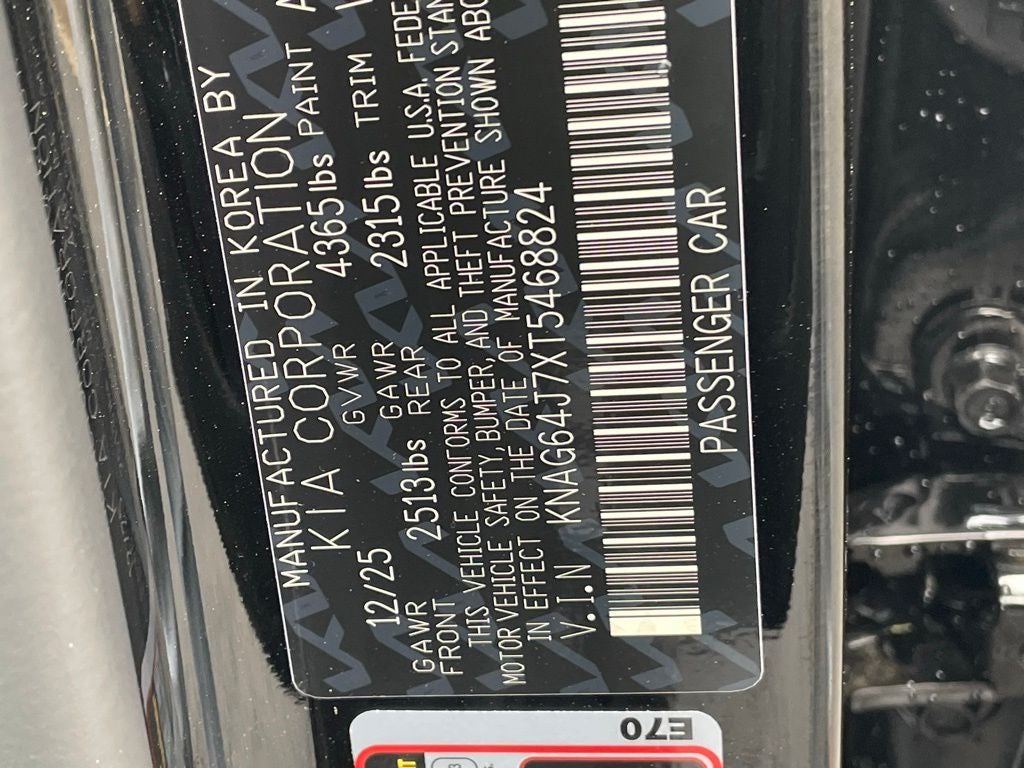 MANUFACTURED IN KOREA BY
KIA CORPORATION
12/25 GVWR 4365lbs PAINT A
GAWR FRONT 2513lbs GAWR REAR 2315lbs TRIM
THIS VEHICLE CONFORMS TO ALL APPLICABLE U.S.A. FEDE
MOTOR VEHICLE SAFETY, BUMPER, AND THEFT PREVENTION STAN
IN EFFECT ON THE DATE OF MANUFACTURE SHOWN ABO
V.I.N KNAG64J7XT5468824
PASSENGER CAR
E70